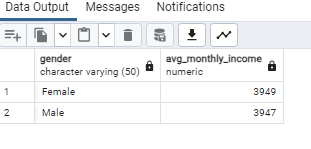 Data Output Messages Notifications
gender avg_monthly_income
character varying (50) numeric
1 Female 3949
2 Male 3947